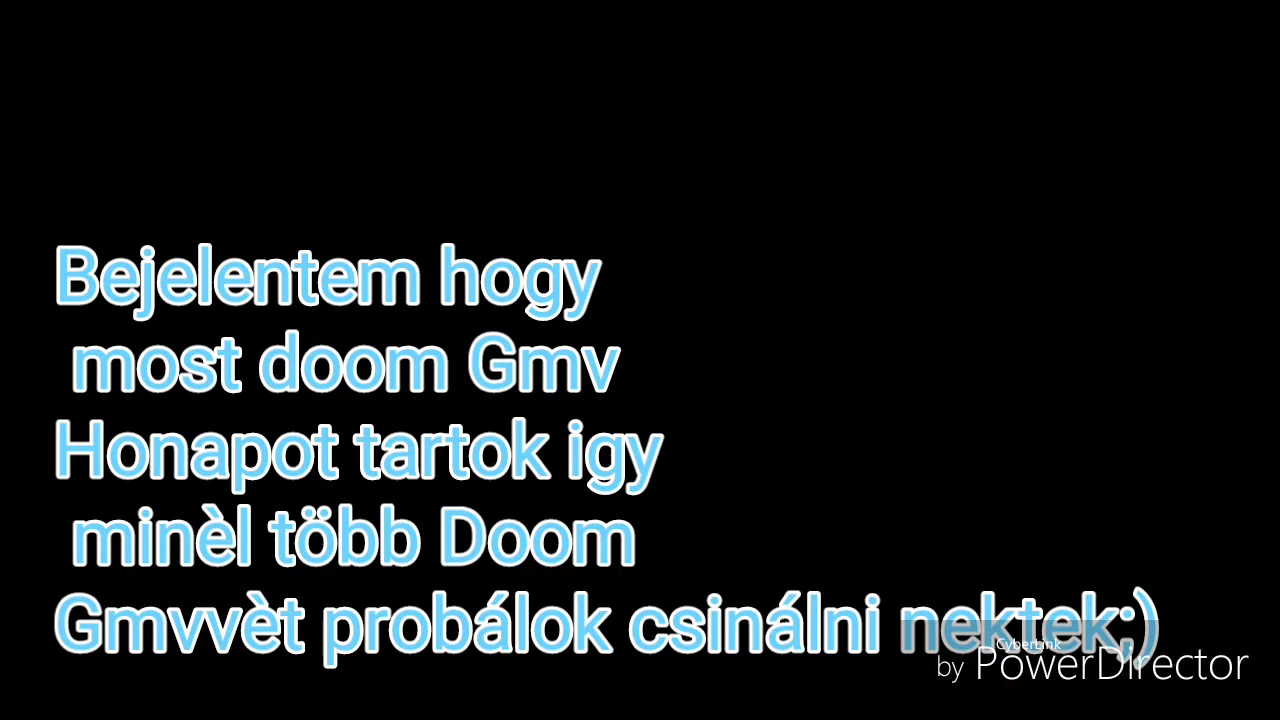 Bejelentem hogy
most doom Gmv
Honapot tartok igy
minèl több Doom
Gmvvèt probálok csinálni nektek;)
CyberLink
by PowerDirector